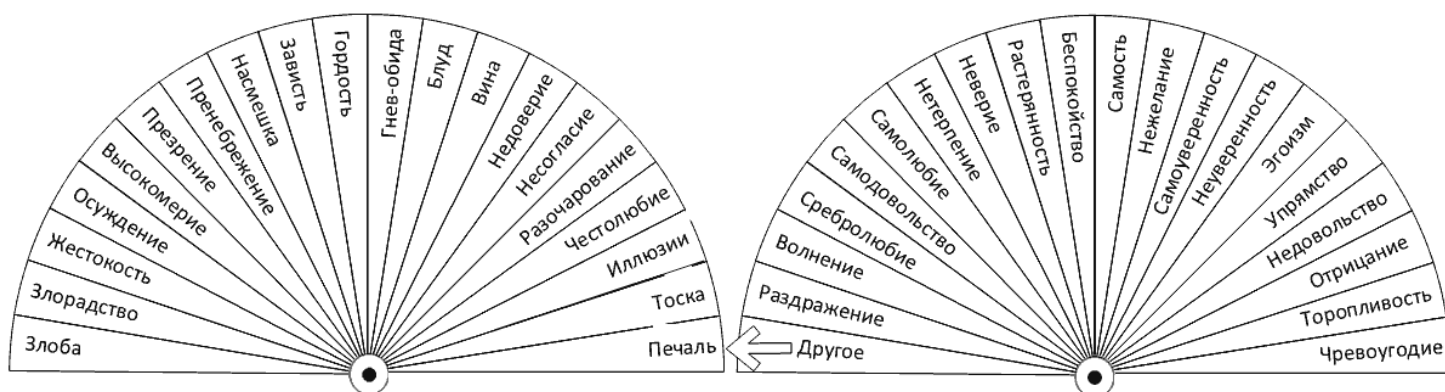 Злоба
Злорадство
Жестокость
Осуждение
Высокомерие
Презрение
Пренебрежение
Насмешка
Зависть
Гордость
Гнев-обида
Блуд
Вина
Недоверие
Несогласие
Разочарование
Честолюбие
Иллюзии
Тоска
Печаль
Другое
Раздражение
Волнение
Сребролюбие
Самодовольство
Самолюбие
Нетерпение
Неверие
Растерянность
Беспокойство
Самость
Нежелание
Самоуверенность
Неуверенность
Эгоизм
Упрямство
Недовольство
Отрицание
Торопливость
Чревоугодие